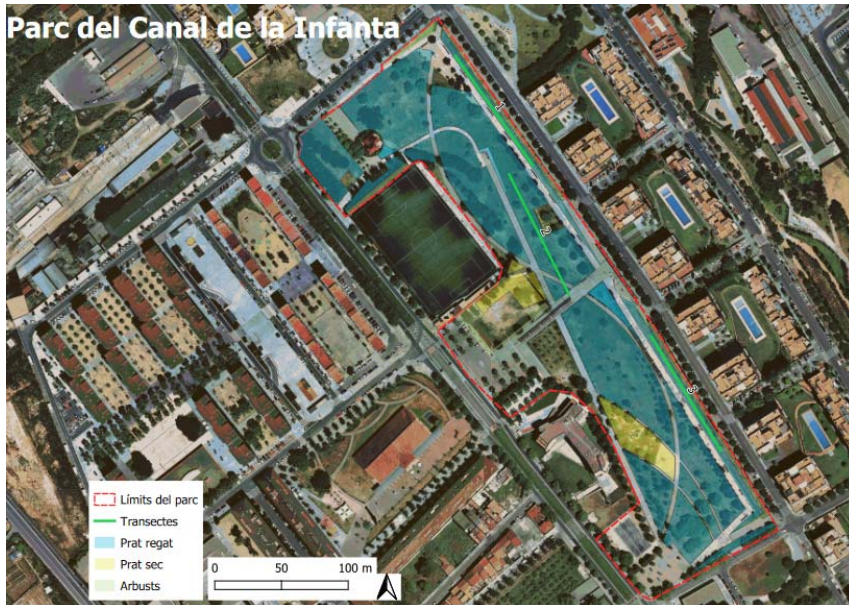 Parc del Canal de la Infanta
1
2
3
Límits del parc
Transectes
Prat regat
Prat sec
Arbusts
0 50 100 m